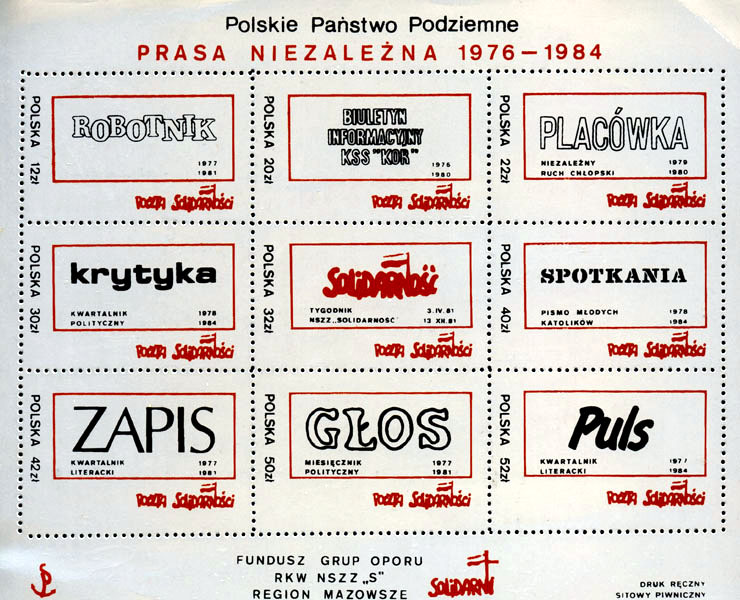 Polskie Państwo Podziemne
PRASA NIEZALEŻNA 1976–1984
POLSKA 12zł
ROBOTNIK
1977
1981
POCZTA SOLIDARNOŚCI
POLSKA 20zł
BIULETYN
INFORMACYJNY
KSS "KOR"
1976
1980
POCZTA SOLIDARNOŚCI
POLSKA 22zł
PLACÓWKA
NIEZALEŻNY 1979
RUCH CHŁOPSKI 1980
POCZTA SOLIDARNOŚCI
POLSKA 30zł
krytyka
KWARTALNIK 1978
POLITYCZNY 1984
POCZTA SOLIDARNOŚCI
POLSKA 32zł
SOLIDARNOŚĆ
TYGODNIK 3.IV.81
NSZZ„SOLIDARNOŚĆ" 13 XII.81
POCZTA SOLIDARNOŚCI
POLSKA 40zł
SPOTKANIA
PISMO MŁODYCH 1978
KATOLIKÓW 1984
POCZTA SOLIDARNOŚCI
POLSKA 42zł
ZAPIS
KWARTALNIK 1977
LITERACKI 1981
POCZTA SOLIDARNOŚCI
POLSKA 50zł
GŁOS
MIESIĘCZNIK 1977
POLITYCZNY 1981
POCZTA SOLIDARNOŚCI
POLSKA 52zł
Puls
KWARTALNIK 1977
LITERACKI 1984
POCZTA SOLIDARNOŚCI
FUNDUSZ GRUP OPORU
RKW NSZZ „S"
REGION MAZOWSZE
SOLIDARNI
DRUK RĘCZNY
SITOWY PIWNICZNY